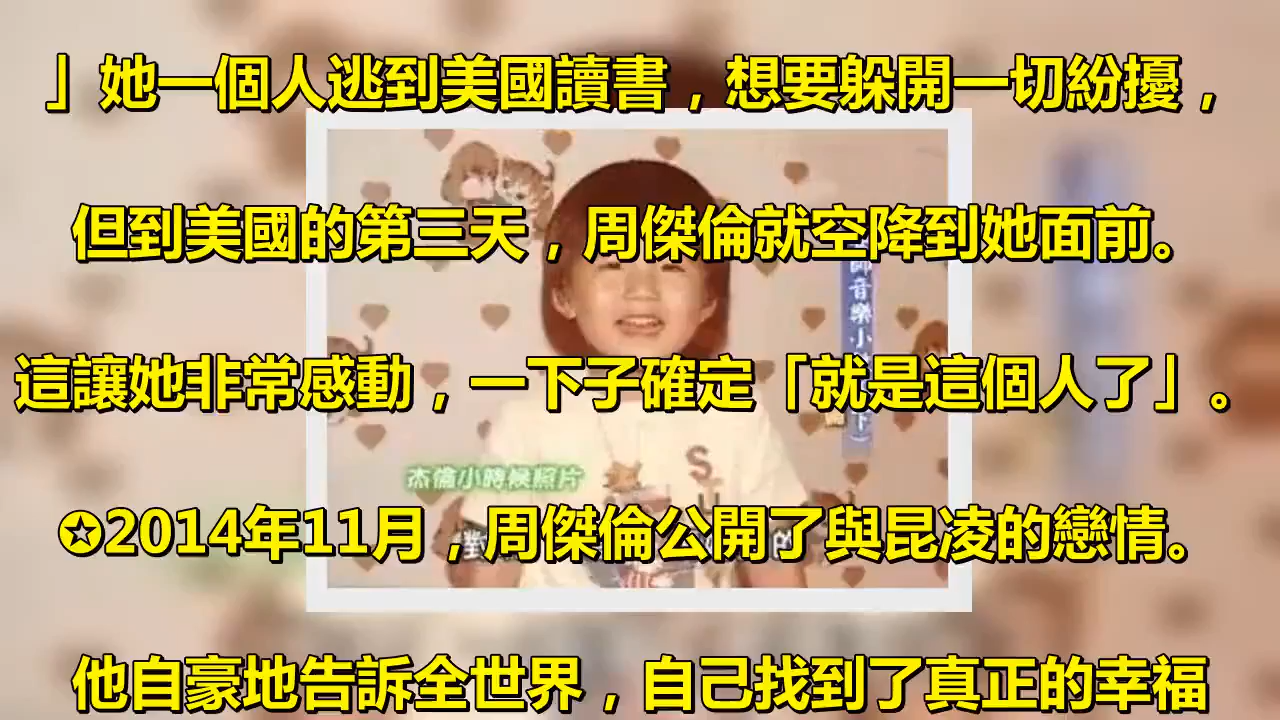 」她一個人逃到美國讀書，想要躲開一切紛擾，
但到美國的第三天，周傑倫就空降到她面前。
這讓她非常感動，一下子確定「就是這個人了」。
杰倫小時候照片
✪2014年11月，周傑倫公開了與昆凌的戀情。
他自豪地告訴全世界，自己找到了真正的幸福
音樂小
下）
S